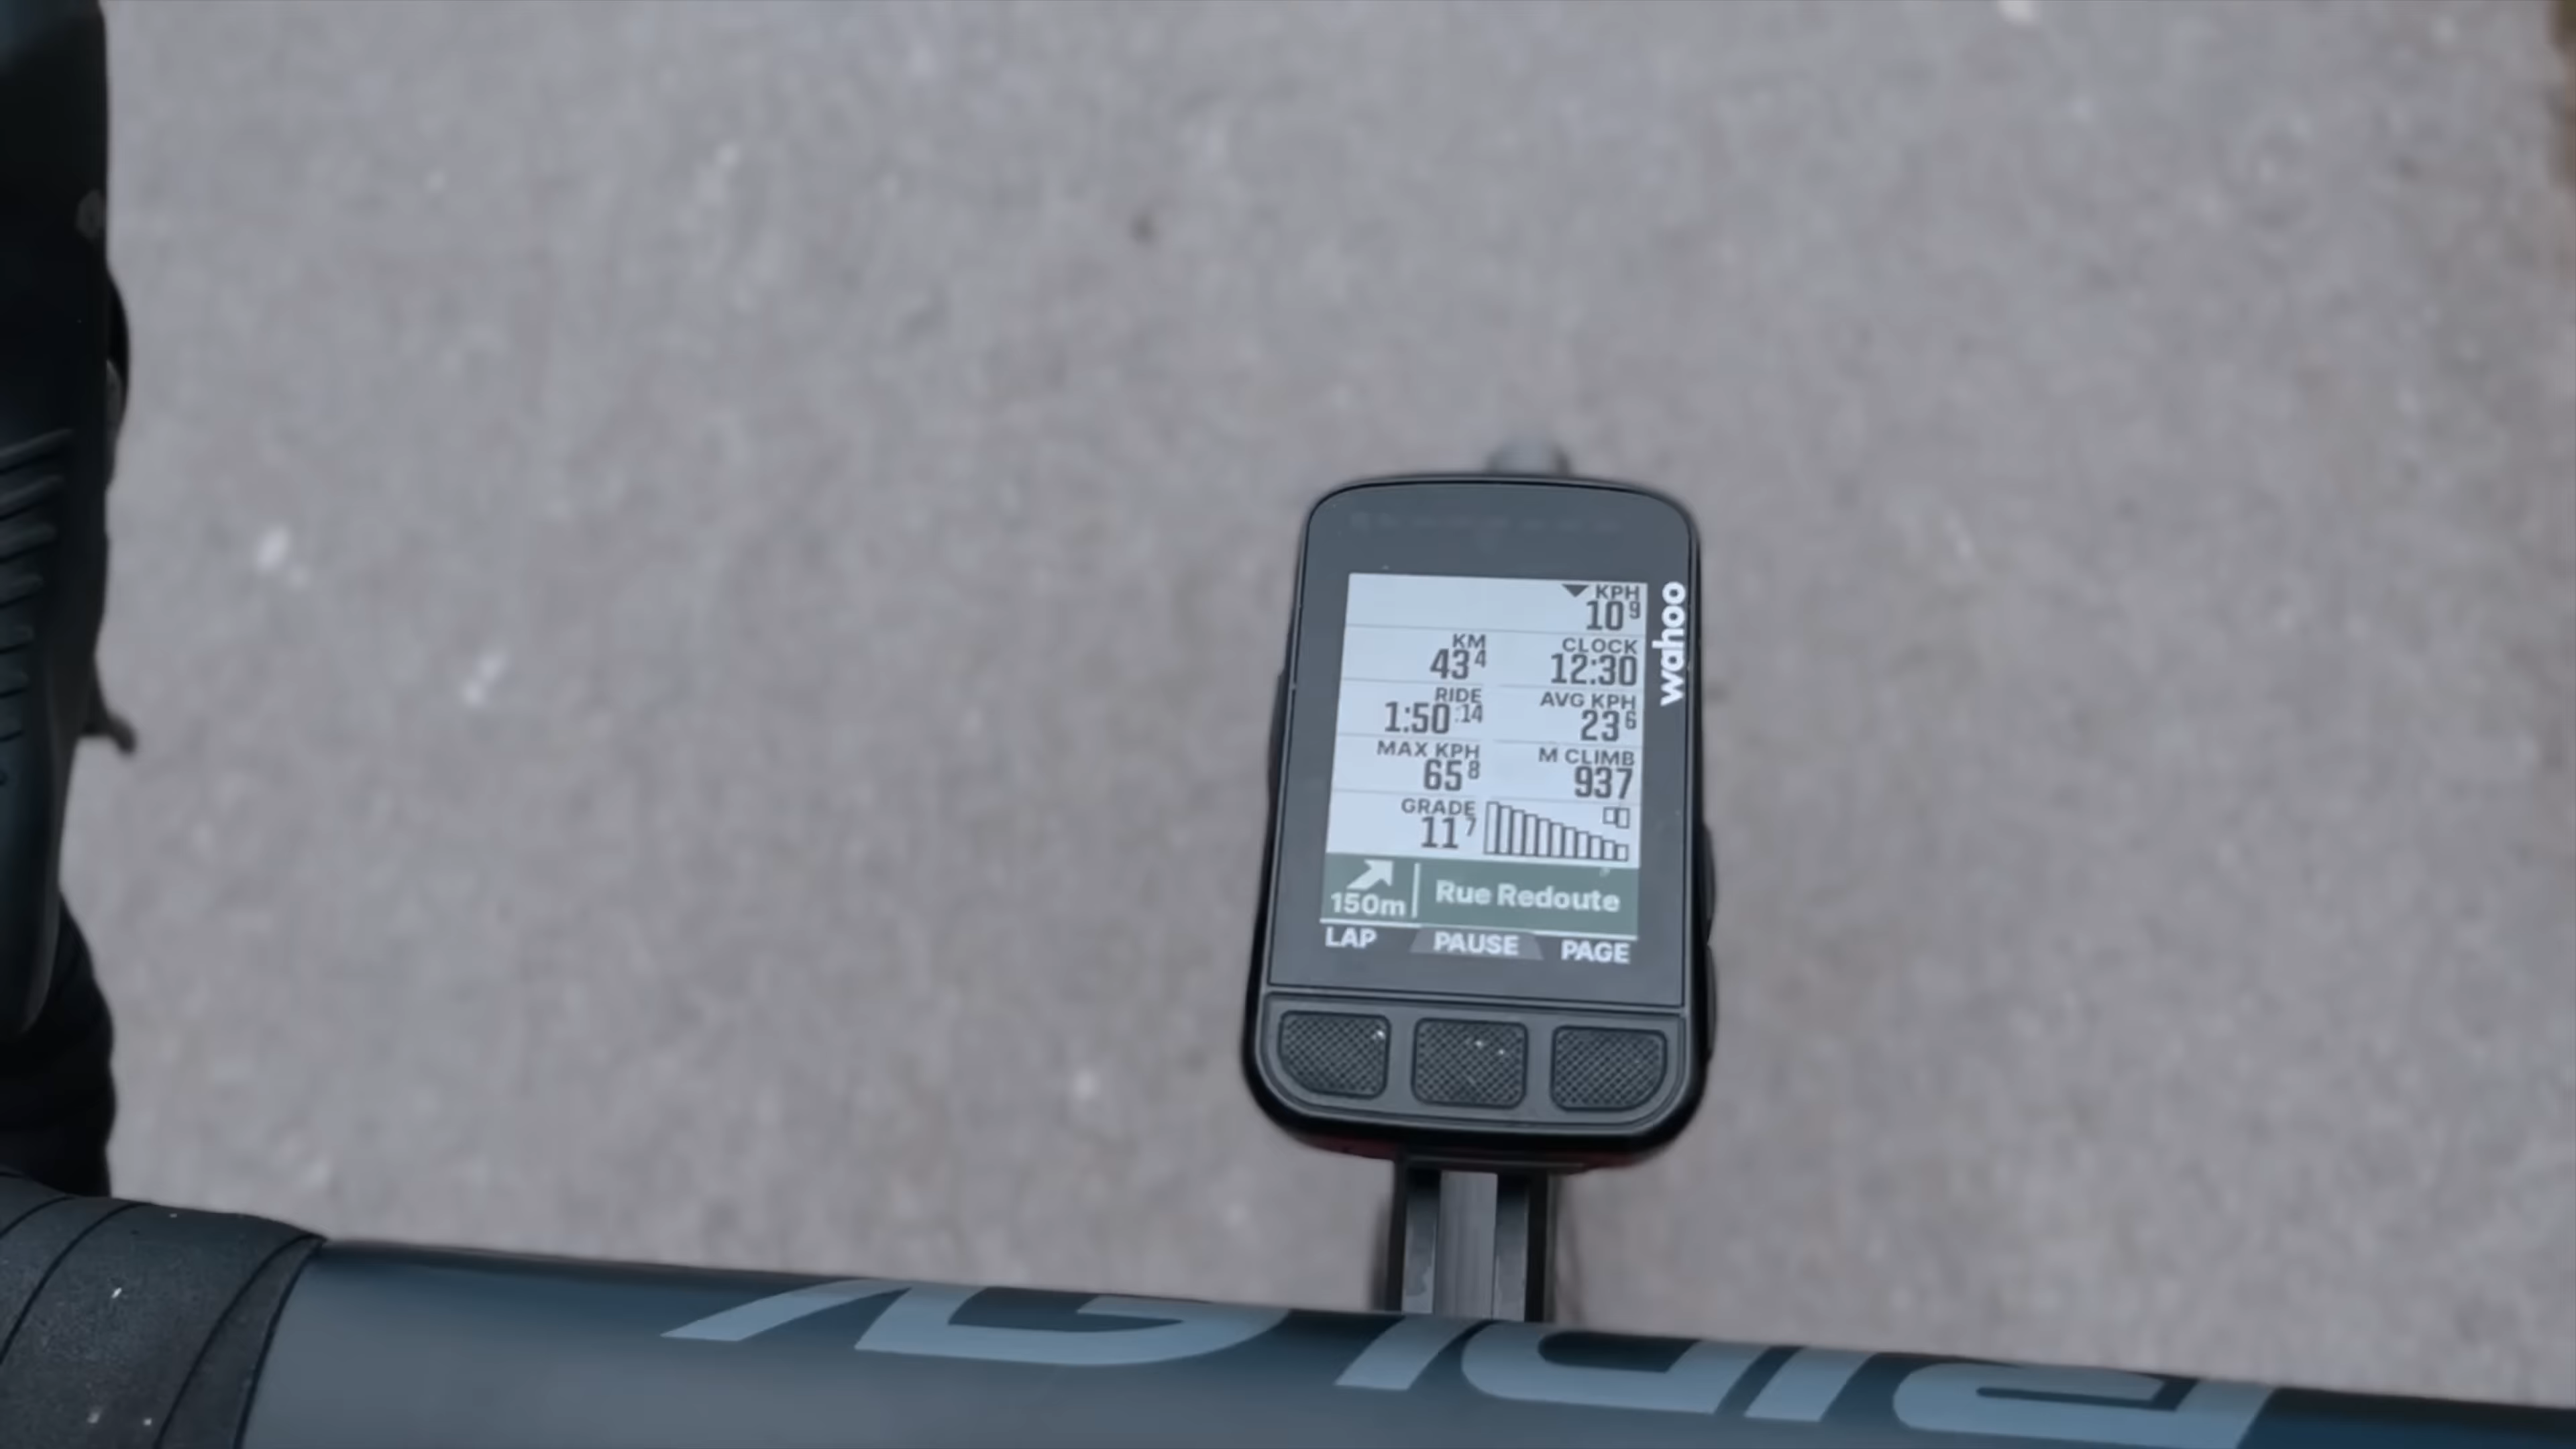 KPH
10 9
KM CLOCK
43 4 12:30
RIDE AVG KPH
1:50 :14 23 6
MAX KPH M CLIMB
65 8 937
GRADE
11 7
150m Rue Redoute
LAP PAUSE PAGE
wahoo